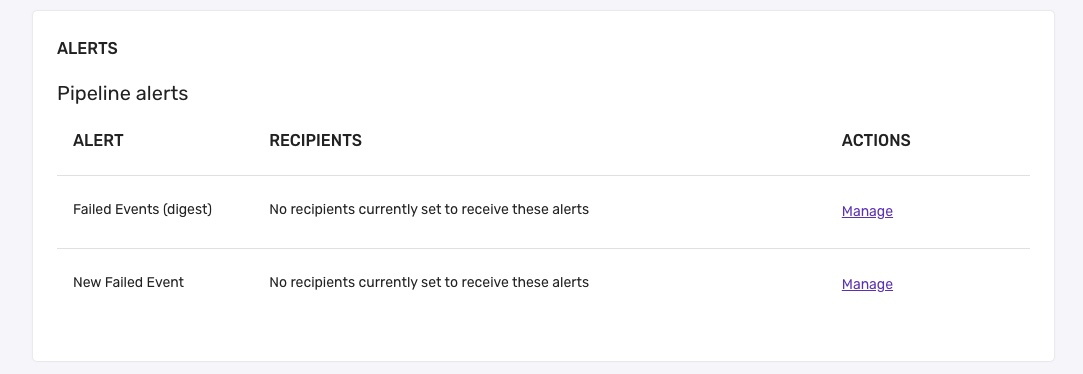 ALERTS
Pipeline alerts
ALERT RECIPIENTS ACTIONS
Failed Events (digest) No recipients currently set to receive these alerts Manage
New Failed Event No recipients currently set to receive these alerts Manage